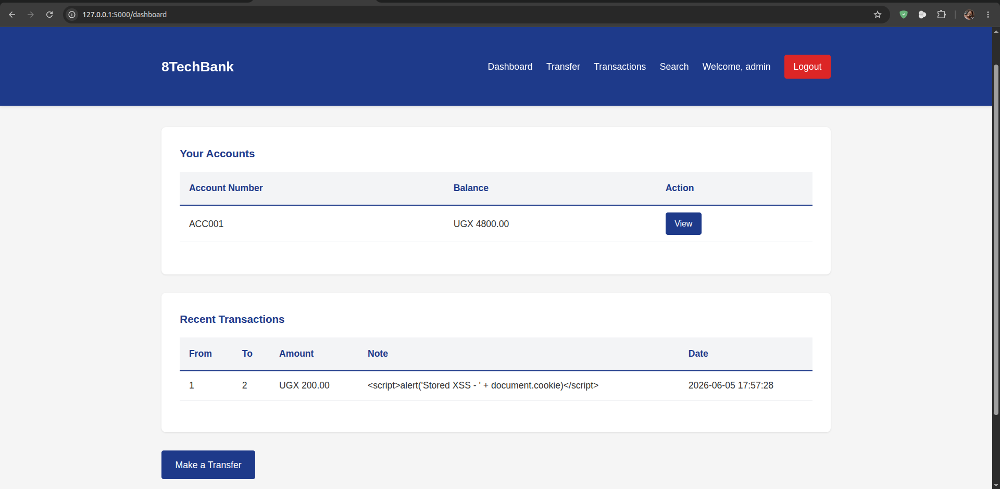 127.0.0.1:5000/dashboard
8TechBank
Dashboard Transfer Transactions Search Welcome, admin Logout
Your Accounts
Account Number Balance Action
ACC001 UGX 4800.00 View
Recent Transactions
From To Amount Note Date
1 2 UGX 200.00 <script>alert('Stored XSS - ' + document.cookie)</script> 2026-06-05 17:57:28
Make a Transfer